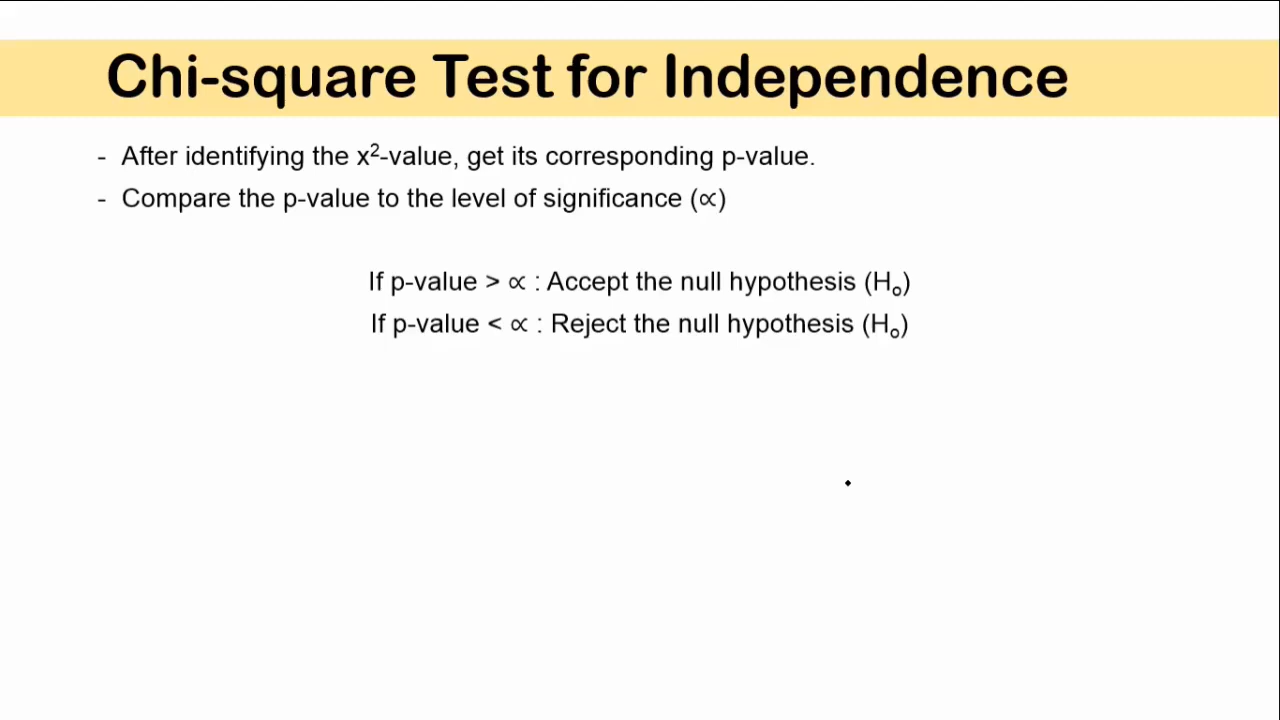 Chi-square Test for Independence
- After identifying the x²-value, get its corresponding p-value.
- Compare the p-value to the level of significance (∝)
If p-value > ∝ : Accept the null hypothesis (Hₒ)
If p-value < ∝ : Reject the null hypothesis (Hₒ)